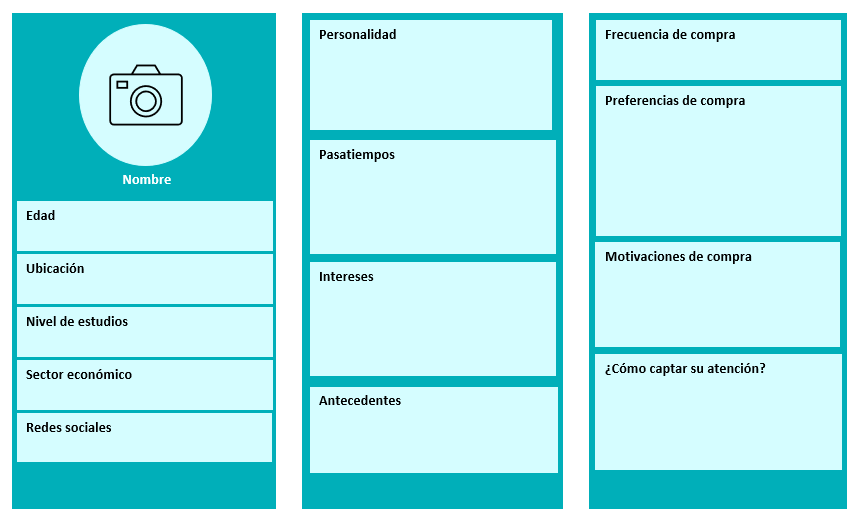 Nombre
Edad
Ubicación
Nivel de estudios
Sector económico
Redes sociales
Personalidad
Pasatiempos
Intereses
Antecedentes
Frecuencia de compra
Preferencias de compra
Motivaciones de compra
¿Cómo captar su atención?